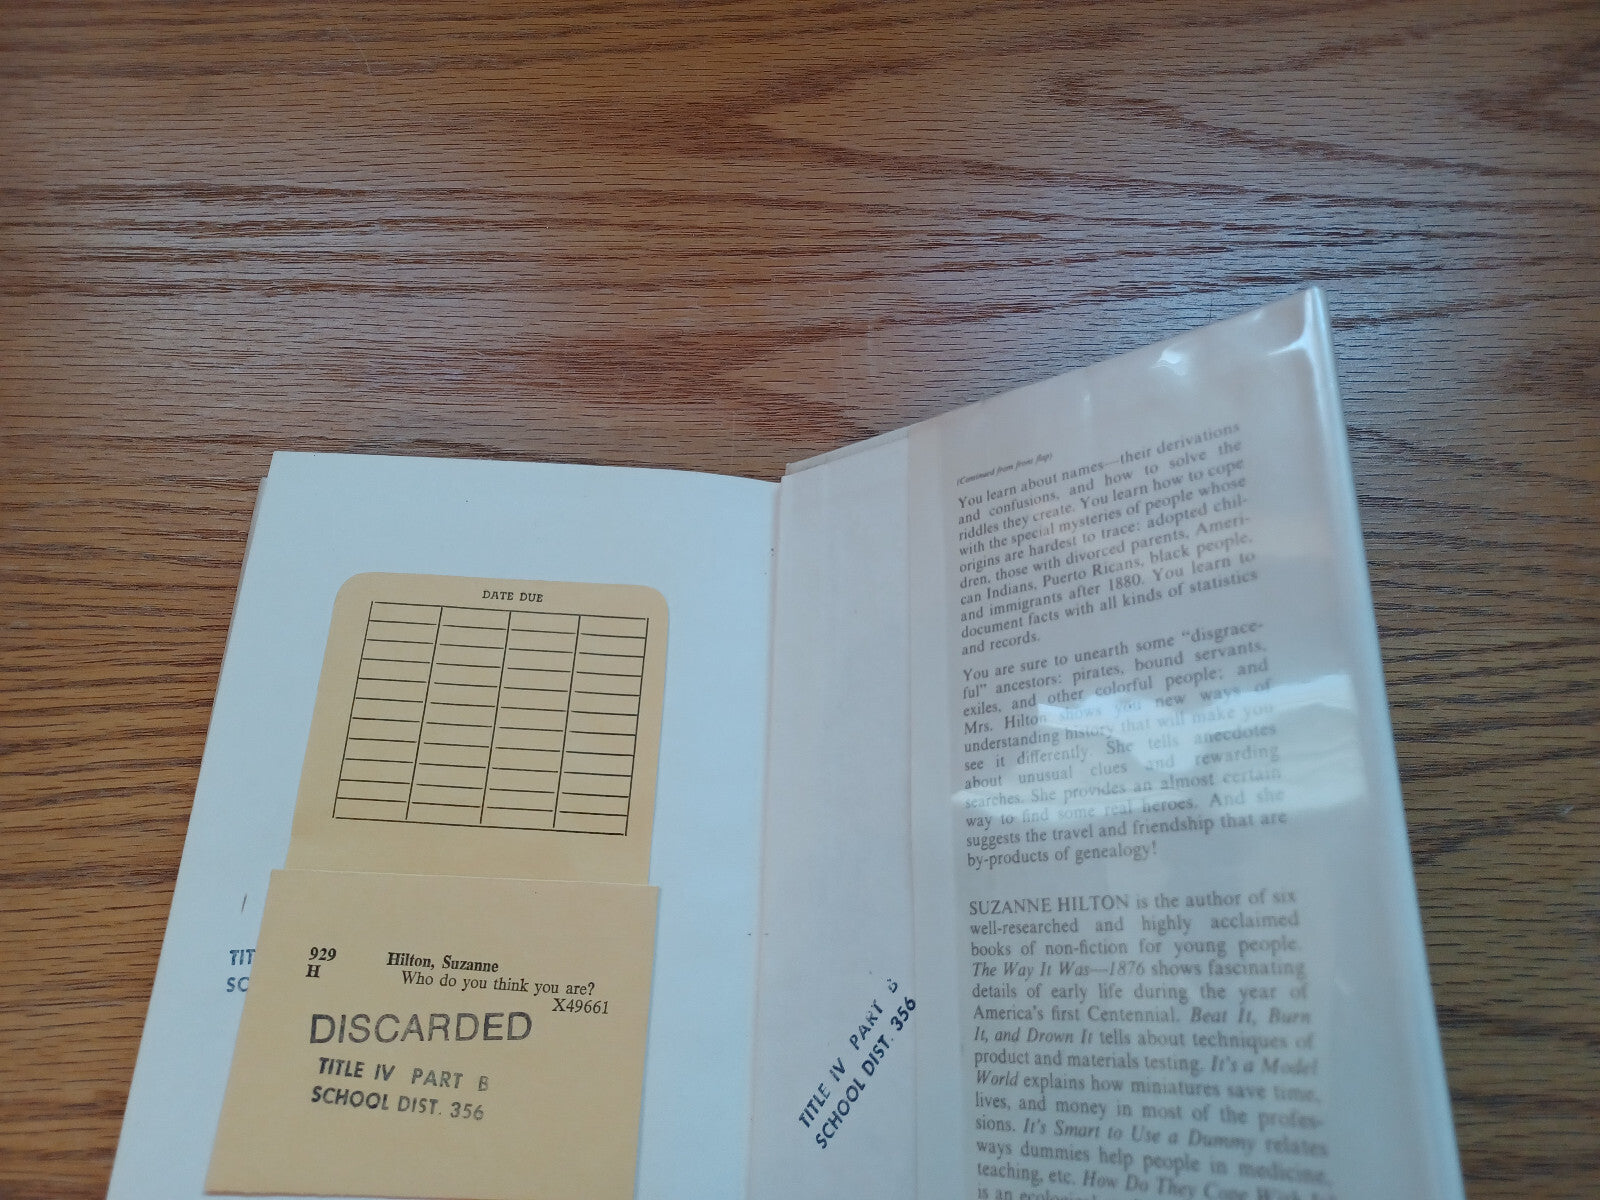 DATE DUE
TIT
SC
929
H
Hilton, Suzanne
Who do you think you are?
X49661
DISCARDED
TITLE IV PART B
SCHOOL DIST. 356
TITLE IV PART B
SCHOOL DIST. 356
(Continued from front flap)
You learn about names—their derivations
and confusions, and how to solve the
riddles they create. You learn how to cope
with the special mysteries of people whose
origins are hardest to trace: adopted chil-
dren, those with divorced parents, Ameri-
can Indians, Puerto Ricans, black people,
and immigrants after 1880. You learn to
document facts with all kinds of statistics
and records.
You are sure to unearth some “disgrace-
ful” ancestors: pirates, bound servants,
exiles, and other colorful people; and
Mrs. Hilton shows you new ways of
understanding history that will make you
see it differently. She tells anecdotes
about unusual clues and rewarding
searches. She provides an almost certain
way to find some real heroes. And she
suggests the travel and friendship that are
by-products of genealogy!
SUZANNE HILTON is the author of six
well-researched and highly acclaimed
books of non-fiction for young people.
The Way It Was—1876 shows fascinating
details of early life during the year of
America's first Centennial. Beat It, Burn
It, and Drown It tells about techniques of
product and materials testing. It's a Model
World explains how miniatures save time,
lives, and money in most of the profes-
sions. It's Smart to Use a Dummy relates
ways dummies help people in medicine,
teaching, etc. How Do They Cope With
is an